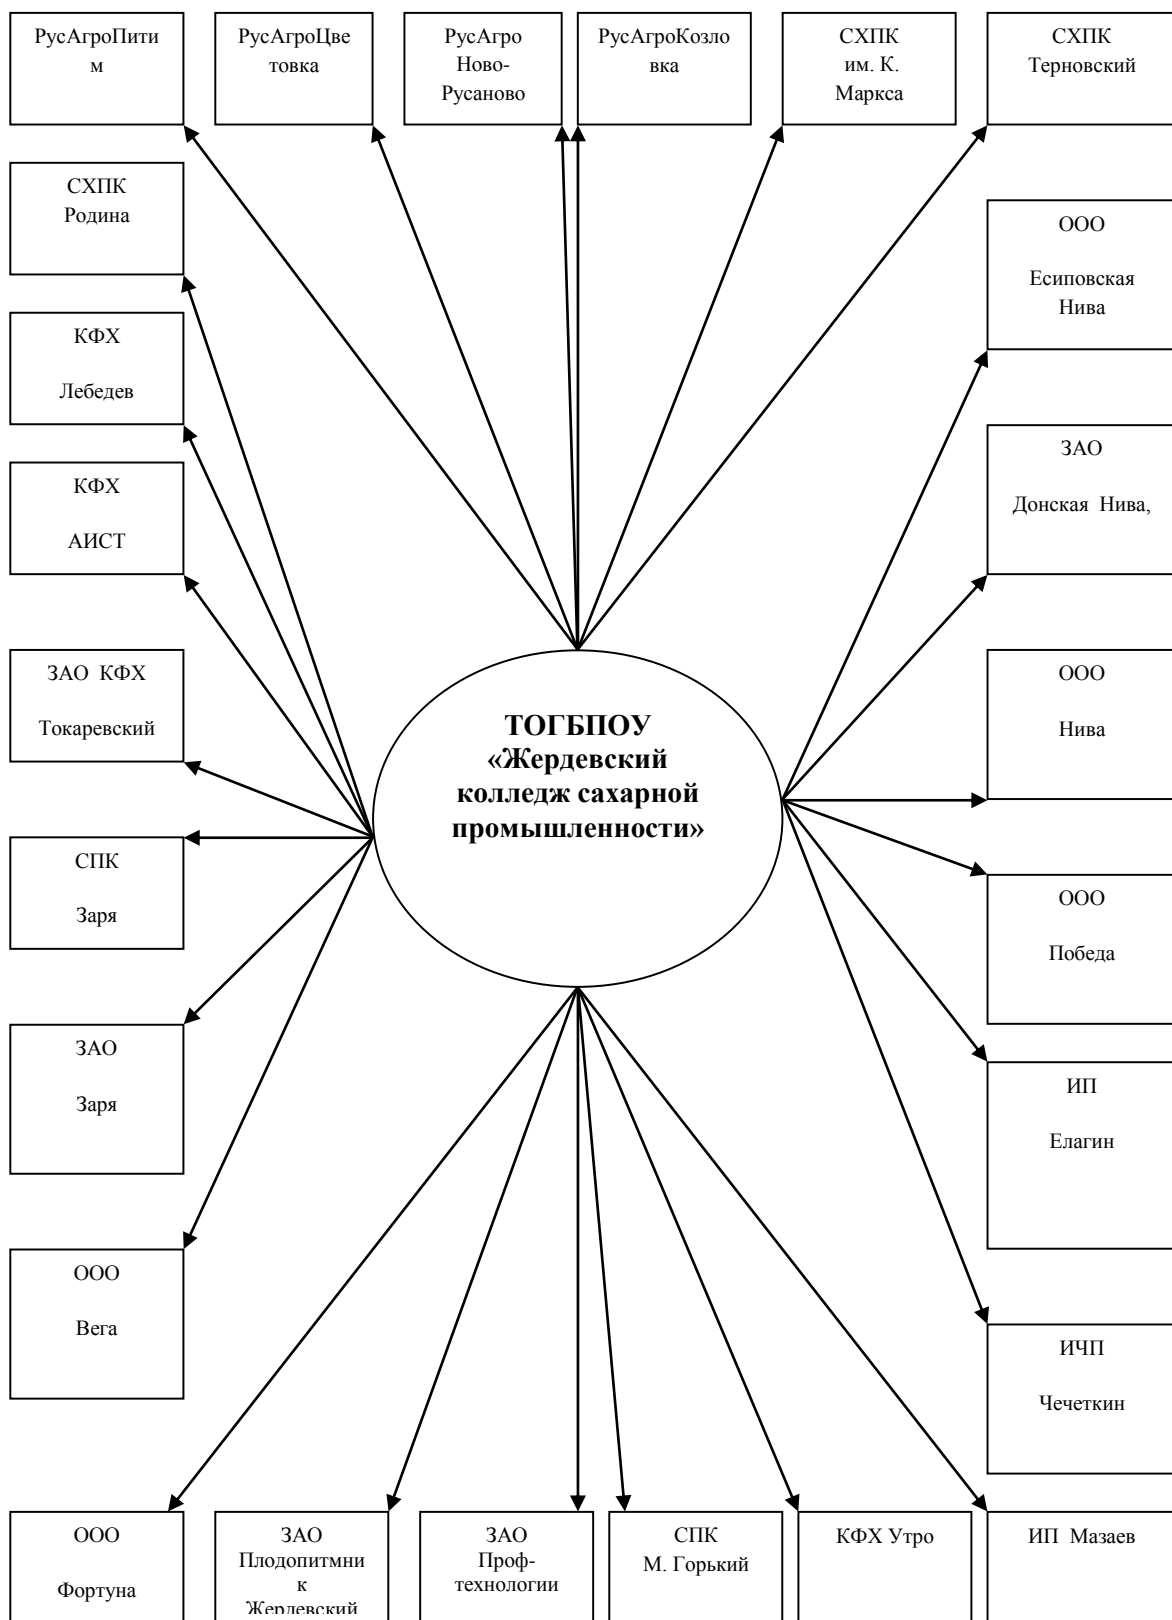 РусАгроПити
м
РусАгроЦве
товка
РусАгро
Ново-
Русаново
РусАгроКозло
вка
СХПК
им. К.
Маркса
СХПК
Терновский
СХПК
Родина
ООО
Есиповская
Нива
КФХ
Лебедев
ЗАО
Донская Нива,
КФХ
АИСТ
ЗАО КФХ
Токаревский
ООО
Нива
ТОГБПОУ
«Жердевский
колледж сахарной
промышленности»
СПК
Заря
ООО
Победа
ЗАО
Заря
ИП
Елагин
ООО
Вега
ИЧП
Чечеткин
ООО
Фортуна
ЗАО
Плодопитмни
к
Жердевский
ЗАО
Проф-
технологии
СПК
М. Горький
КФХ Утро
ИП Мазаев